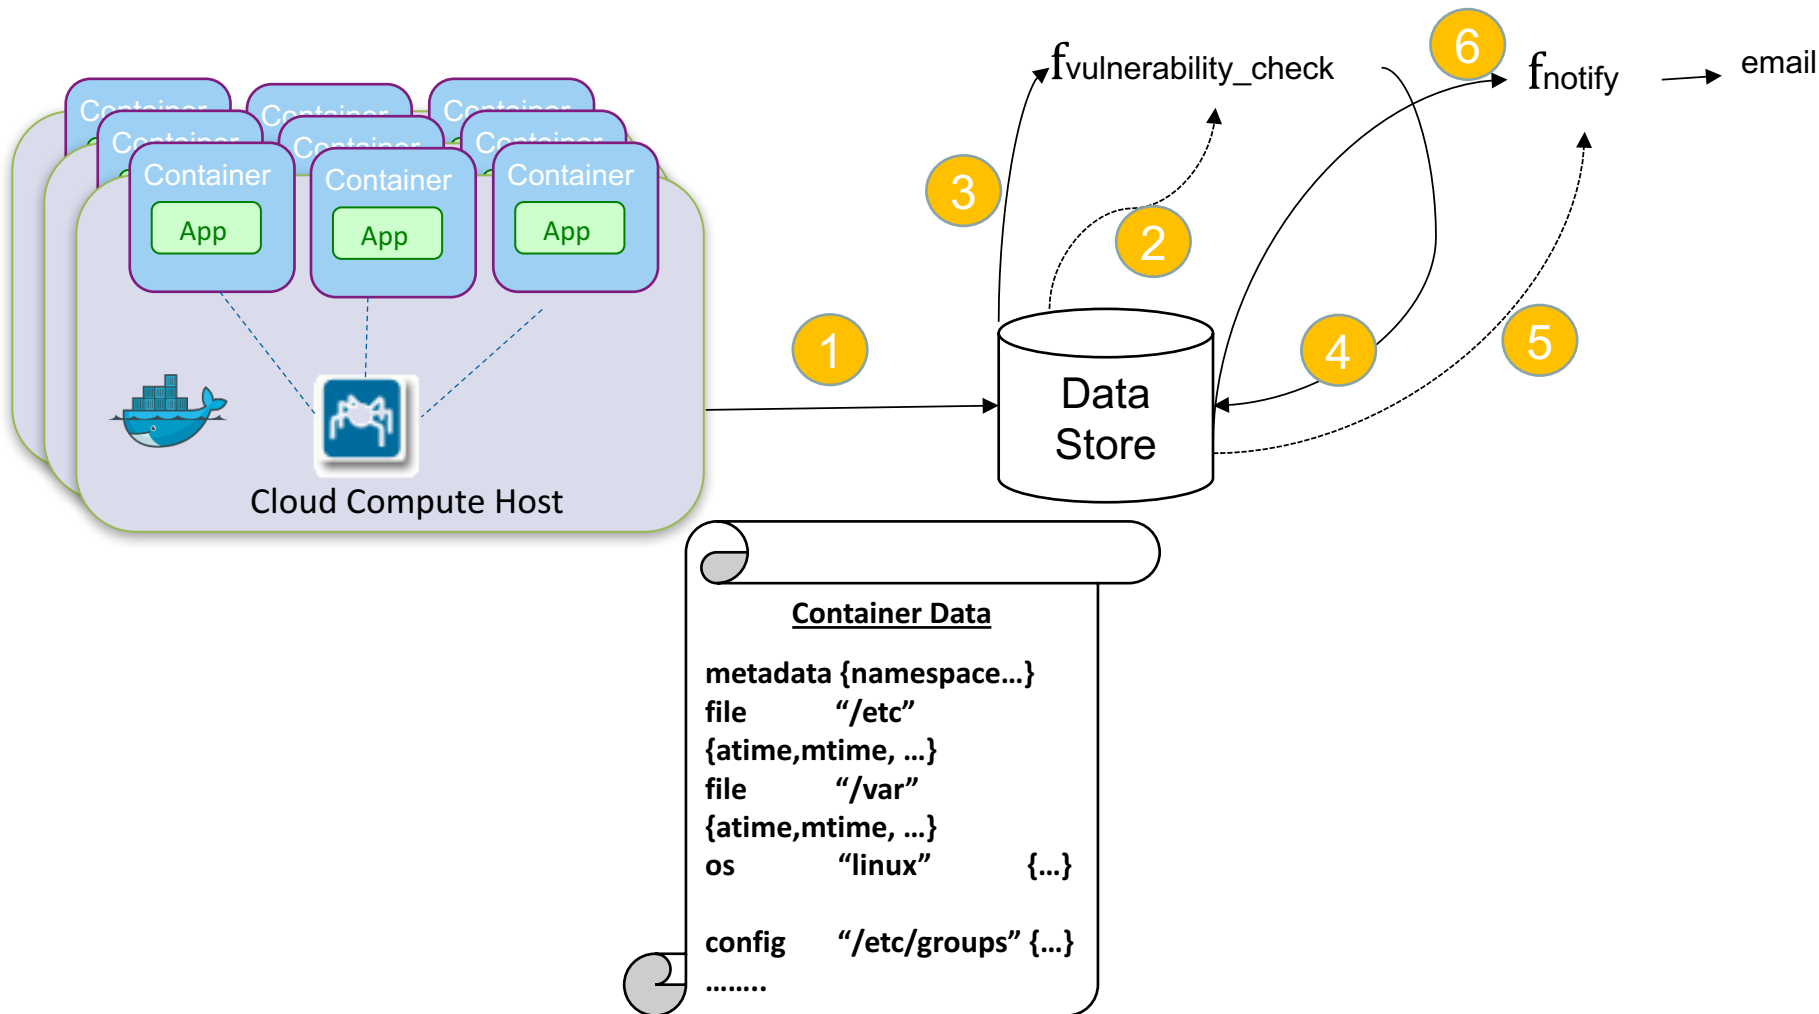 Container
Container
Container
Container
Container
Container
Container
Container
Container
App
App
App
Cloud Compute Host
1
Data
Store
3
2
4
5
6
fvulnerability_check
fnotify
email
Container Data
metadata {namespace…}
file “/etc”
{atime,mtime, …}
file “/var”
{atime,mtime, …}
os “linux” {…}
config “/etc/groups” {…}
……..